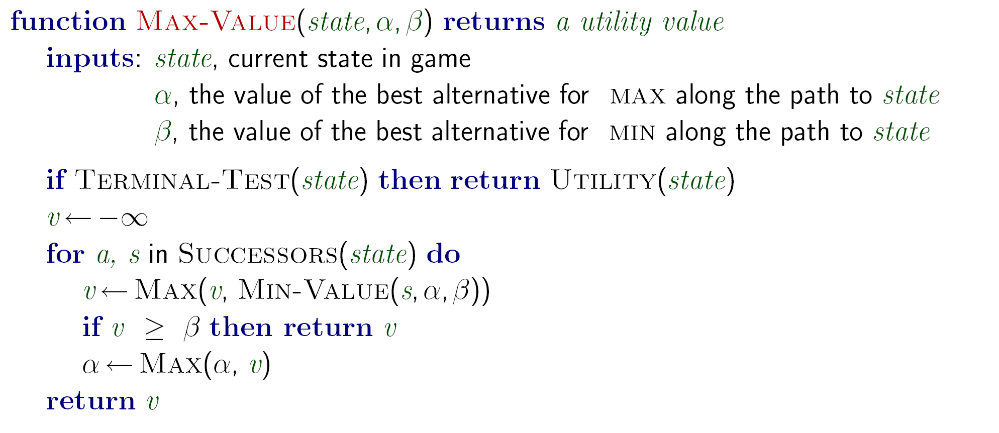 function MAX-VALUE(state, α, β) returns a utility value
inputs: state, current state in game
α, the value of the best alternative for MAX along the path to state
β, the value of the best alternative for MIN along the path to state
if TERMINAL-TEST(state) then return UTILITY(state)
v ← −∞
for a, s in SUCCESSORS(state) do
v ← MAX(v, MIN-VALUE(s, α, β))
if v ≥ β then return v
α ← MAX(α, v)
return v